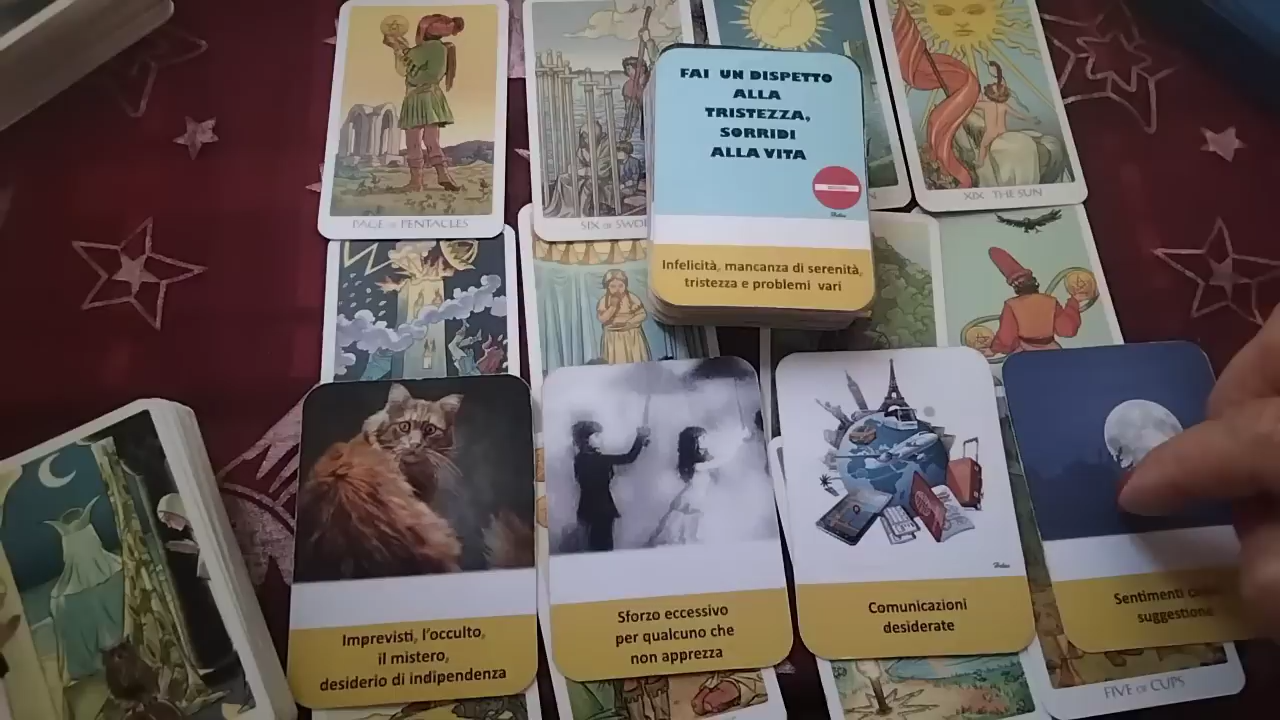 PAGE OF PENTACLES
SIX OF
XIX THE SUN
FAI UN DISPETTO
ALLA
TRISTEZZA,
SORRIDI
ALLA VITA
Infelicità, mancanza di serenità,
tristezza e problemi vari
Imprevisti, l'occulto,
il mistero,
desiderio di indipendenza
Sforzo eccessivo
per qualcuno che
non apprezza
Comunicazioni
desiderate
Sentimenti
suggestione
FIVE OF CUPS